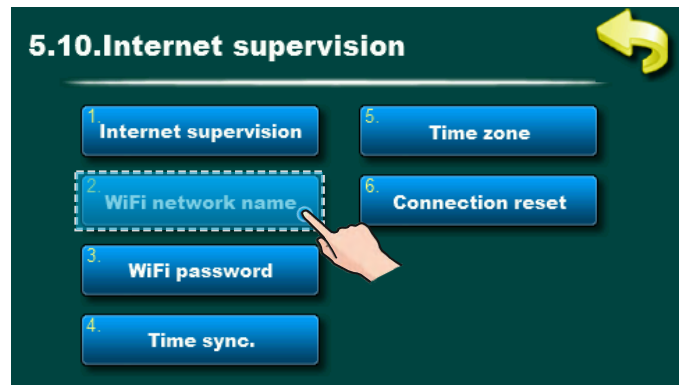 5.10.Internet supervision
1. Internet supervision
2. WiFi network name
3. WiFi password
4. Time sync.
5. Time zone
6. Connection reset